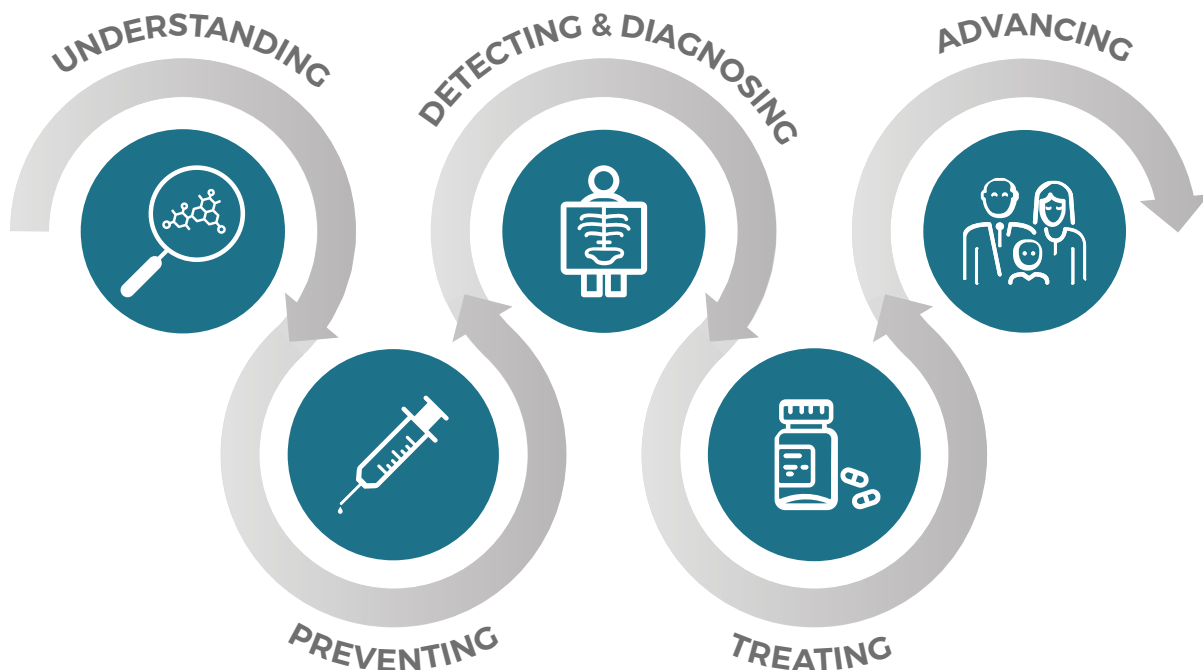 UNDERSTANDING
PREVENTING
DETECTING & DIAGNOSING
TREATING
ADVANCING